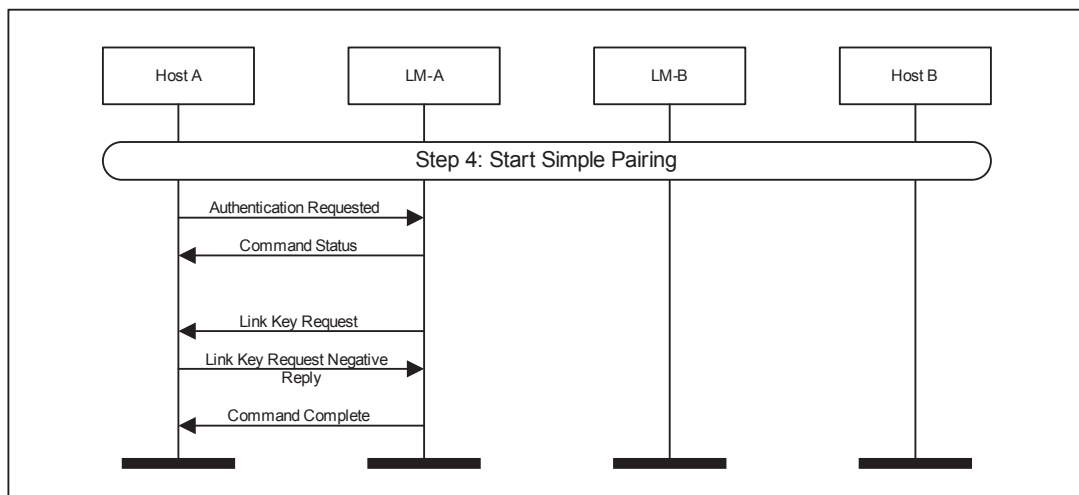 Host A
LM-A
LM-B
Host B
Step 4: Start Simple Pairing
Authentication Requested
Command Status
Link Key Request
Link Key Request Negative
Reply
Command Complete